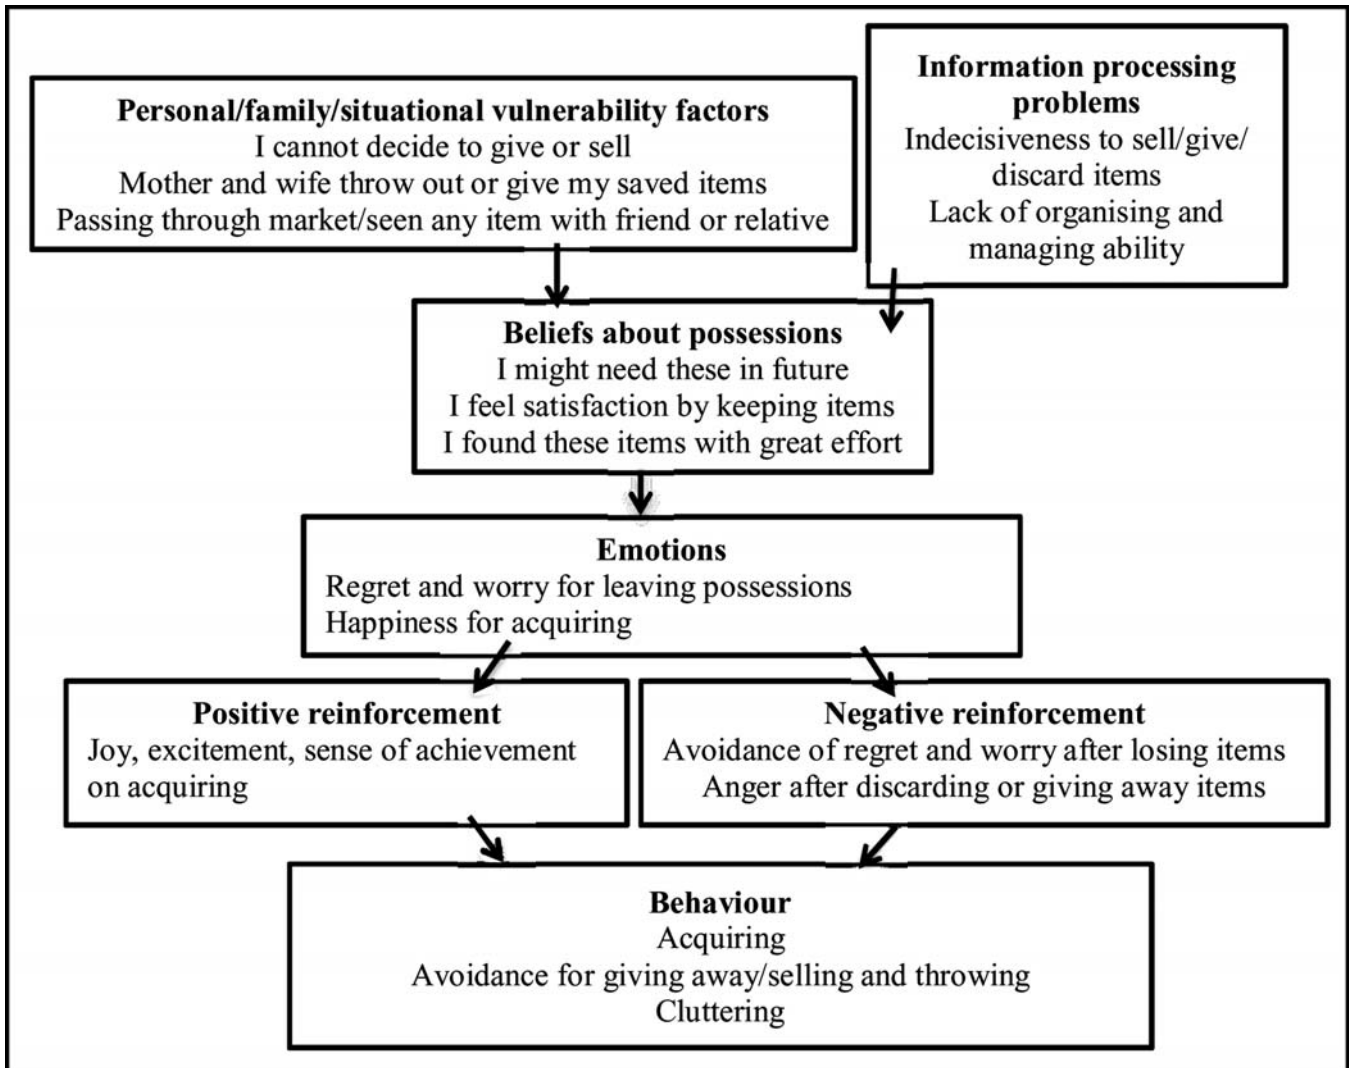 Personal/family/situational vulnerability factors
I cannot decide to give or sell
Mother and wife throw out or give my saved items
Passing through market/seen any item with friend or relative
Information processing
problems
Indecisiveness to sell/give/
discard items
Lack of organising and
managing ability
Beliefs about possessions
I might need these in future
I feel satisfaction by keeping items
I found these items with great effort
Emotions
Regret and worry for leaving possessions
Happiness for acquiring
Positive reinforcement
Joy, excitement, sense of achievement
on acquiring
Negative reinforcement
Avoidance of regret and worry after losing items
Anger after discarding or giving away items
Behaviour
Acquiring
Avoidance for giving away/selling and throwing
Cluttering